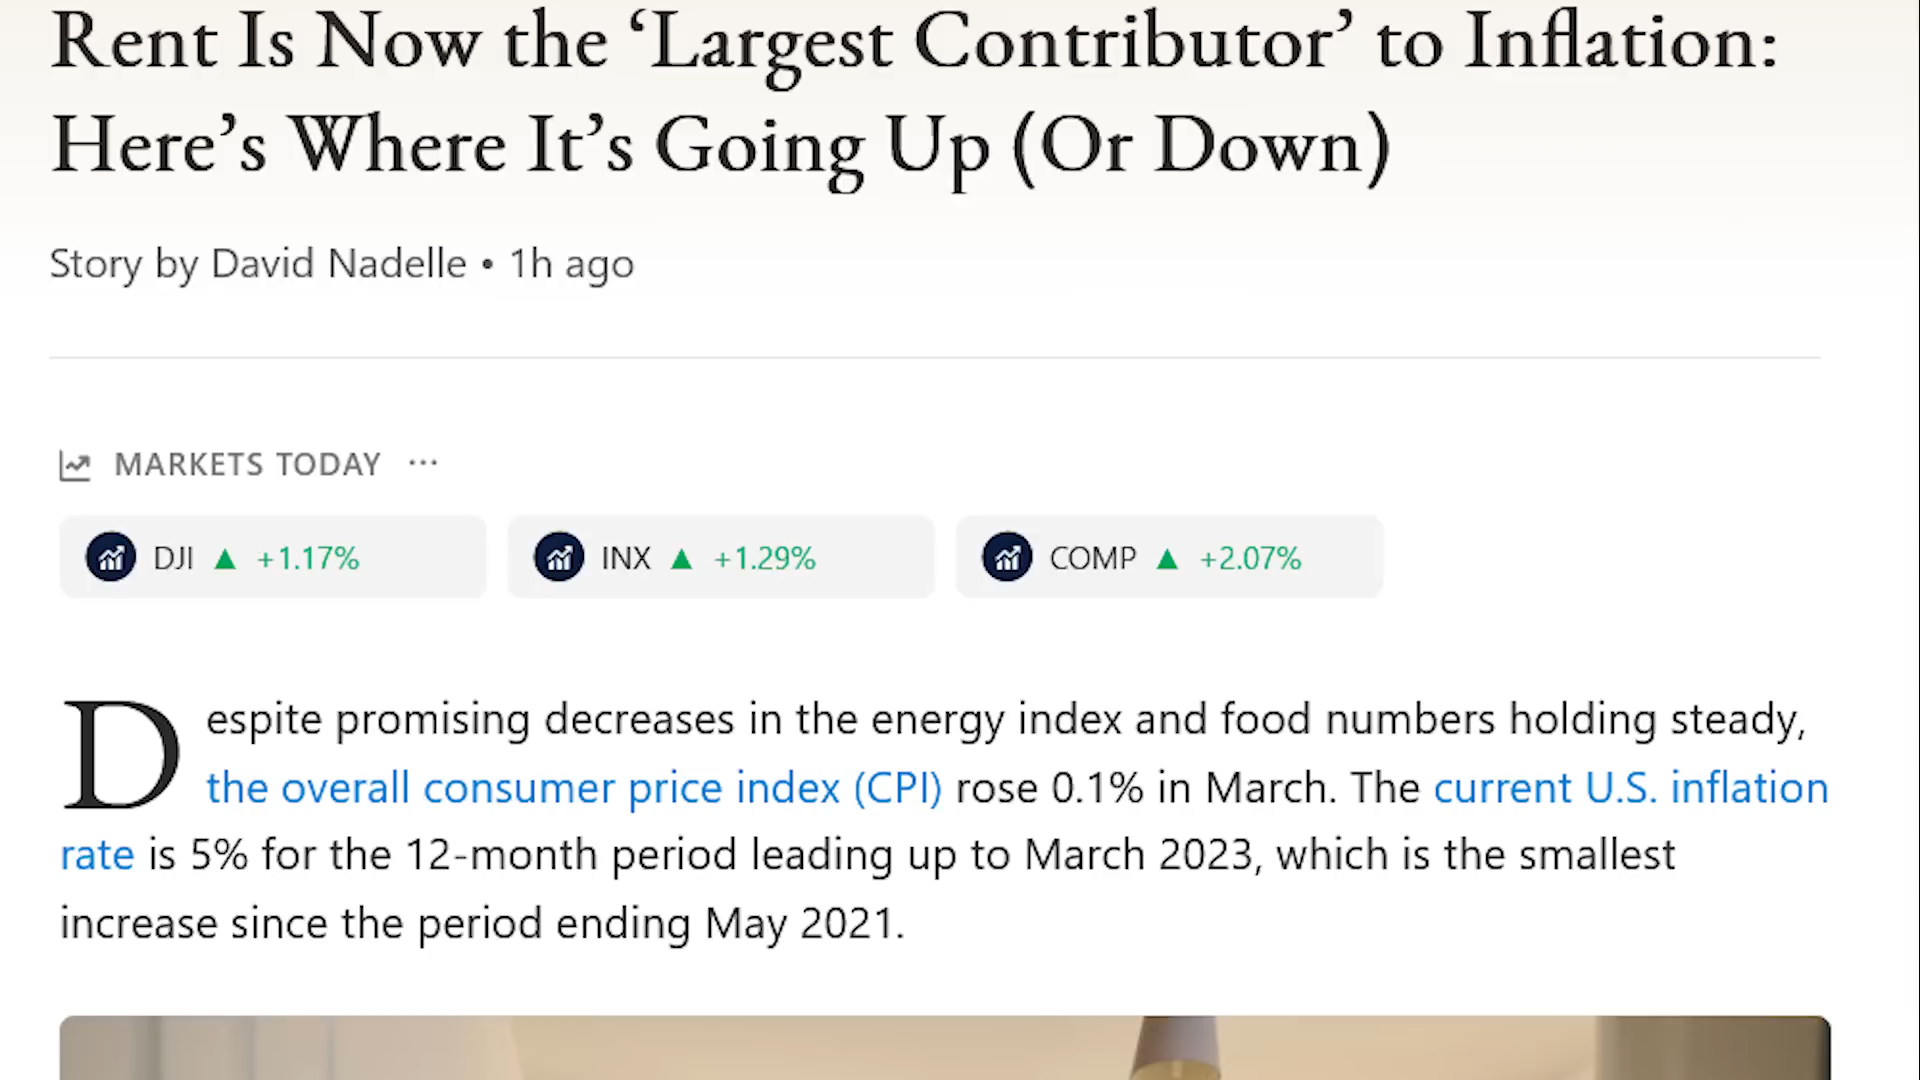 Rent Is Now the ‘Largest Contributor’ to Inflation:
Here’s Where It’s Going Up (Or Down)
Story by David Nadelle • 1h ago
MARKETS TODAY ...
DJI ▲ +1.17% INX ▲ +1.29% COMP ▲ +2.07%
Despite promising decreases in the energy index and food numbers holding steady,
the overall consumer price index (CPI) rose 0.1% in March. The current U.S. inflation
rate is 5% for the 12-month period leading up to March 2023, which is the smallest
increase since the period ending May 2021.